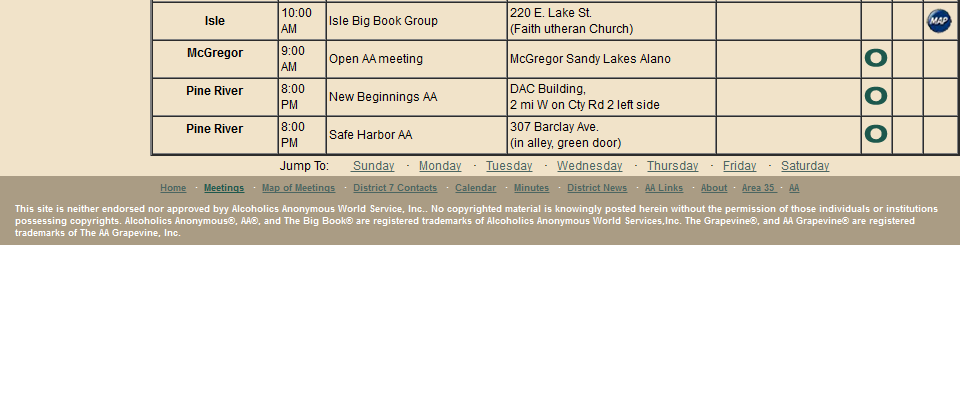 Isle 10:00 AM Isle Big Book Group 220 E. Lake St. (Faith utheran Church) MAP
McGregor 9:00 AM Open AA meeting McGregor Sandy Lakes Alano O
Pine River 8:00 PM New Beginnings AA DAC Building, 2 mi W on Cty Rd 2 left side O
Pine River 8:00 PM Safe Harbor AA 307 Barclay Ave. (in alley, green door) O
Jump To: Sunday · Monday · Tuesday · Wednesday · Thursday · Friday · Saturday
Home · Meetings · Map of Meetings · District 7 Contacts · Calendar · Minutes · District News · AA Links · About · Area 35 · AA
This site is neither endorsed nor approved byy Alcoholics Anonymous World Service, Inc.. No copyrighted material is knowingly posted herein without the permission of those individuals or institutions
possessing copyrights. Alcoholics Anonymous®, AA®, and The Big Book® are registered trademarks of Alcoholics Anonymous World Services,Inc. The Grapevine®, and AA Grapevine® are registered
trademarks of The AA Grapevine, Inc.